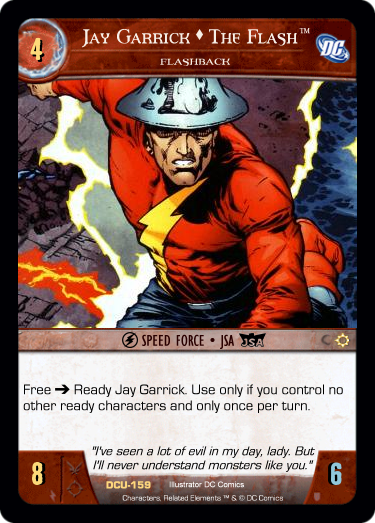 4
Jay Garrick ♦ The Flash™
DC
Flashback
SPEED FORCE • JSA JSA
Free ➔ Ready Jay Garrick. Use only if you control
no other ready characters and only once per turn.
"I've seen a lot of evil in my day, lady. But
I'll never understand monsters like you."
8
DCU-159 Illustrator DC Comics
6
Characters, Related Elements ™ & © DC Comics